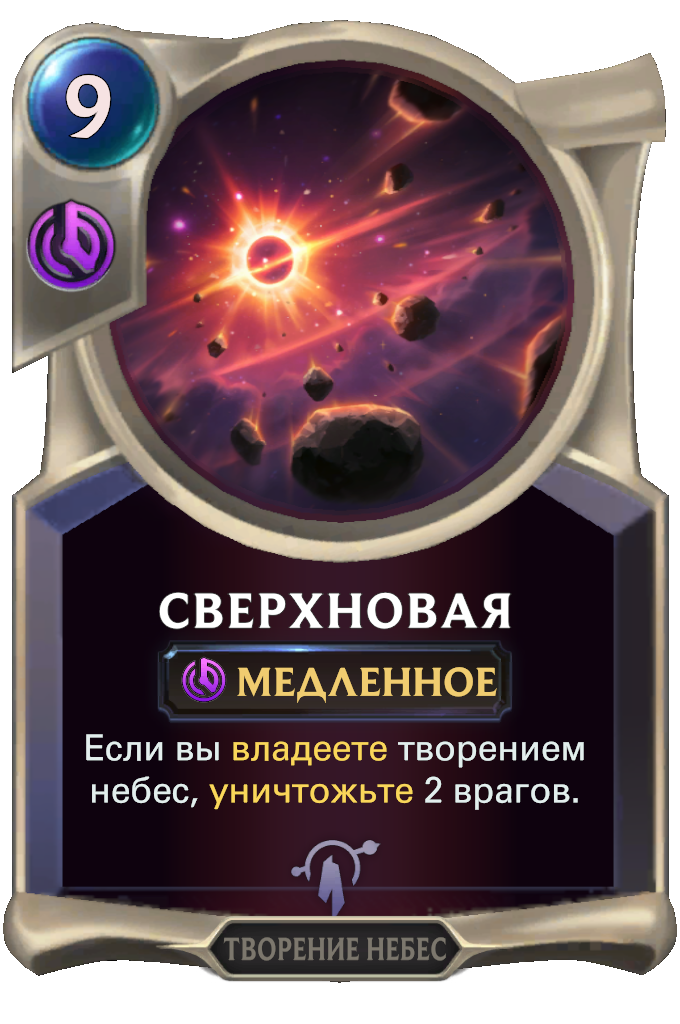 9
СВЕРХНОВАЯ
МЕДЛЕННОЕ
Если вы владеете творением
небес, уничтожьте 2 врагов.
ТВОРЕНИЕ НЕБЕС